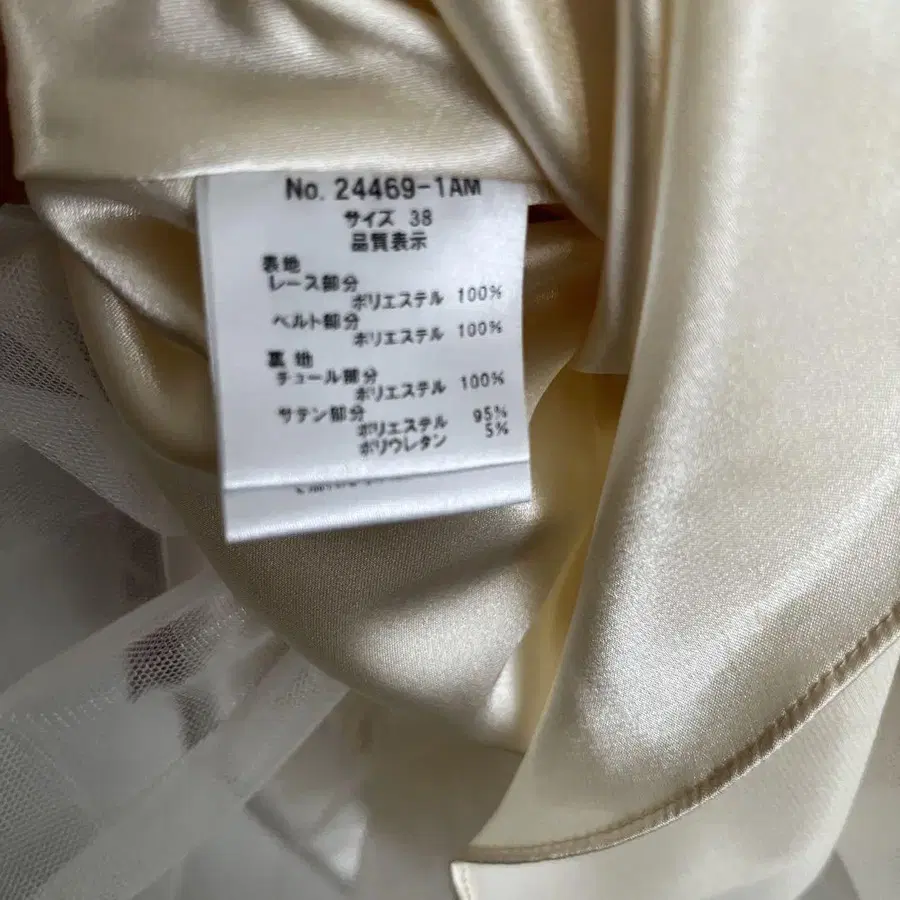 No. 24469-1AM
サイズ 38
品質表示
表地
レース部分
ポリエステル 100%
ベルト部分
ポリエステル 100%
裏地
チュール部分
ポリエステル 100%
サテン部分
ポリエステル 95%
ポリウレタン 5%